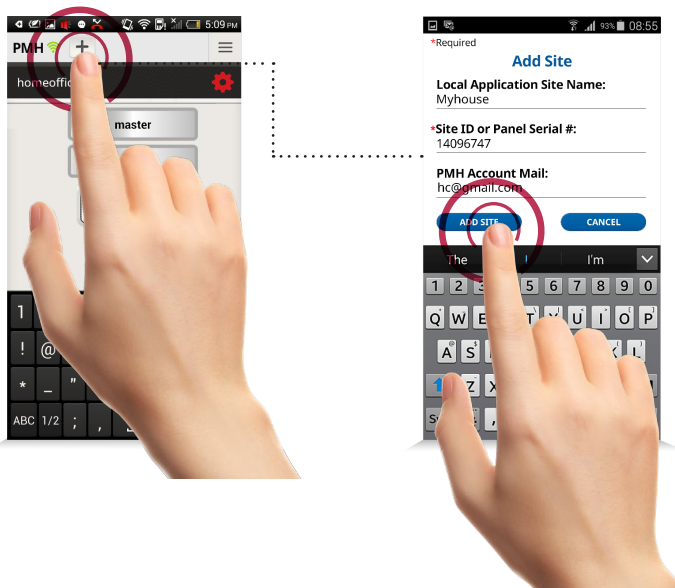 5:09 PM
PMH
homeoffic
master
1
! @
* _ "
ABC 1/2 ; ,
93% 08:55
*Required
Add Site
Local Application Site Name:
Myhouse
*Site ID or Panel Serial #:
14096747
PMH Account Mail:
hc@gmail.com
ADD SITE
CANCEL
The I I'm
1 2 3 5 6 7 8 9 0
Q W E T Y U I O P
A S K L
Z X M
Sy ,